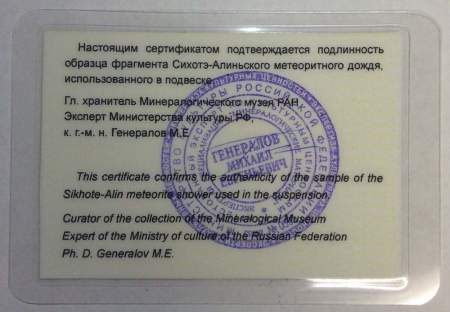 Настоящим сертификатом подтверждается подлинность
образца фрагмента Сихотэ-Алиньского метеоритного дождя,
использованного в подвеске
Гл. хранитель Минералогического музея РАН,
Эксперт Министерства культуры РФ,
к. г.-м. н. Генералов М.Е
ГЕНЕРАЛОВ
МИХАИЛ
ЕВГЕНЬЕВИЧ
This certificate confirms the authenticity of the sample of the
Sikhote-Alin meteorite shower used in the suspension
Curator of the collection of the Mineralogical Museum
Expert of the Ministry of culture of the Russian Federation
Ph. D. Generalov M.E.